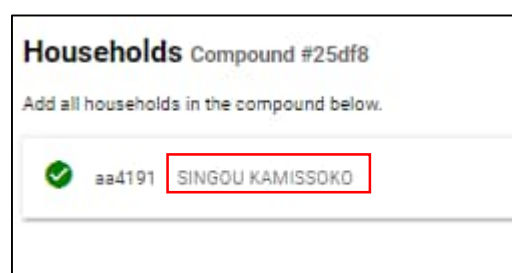 Households Compound #25df8
Add all households in the compound below.
aa4191 SINGOU KAMISSOKO